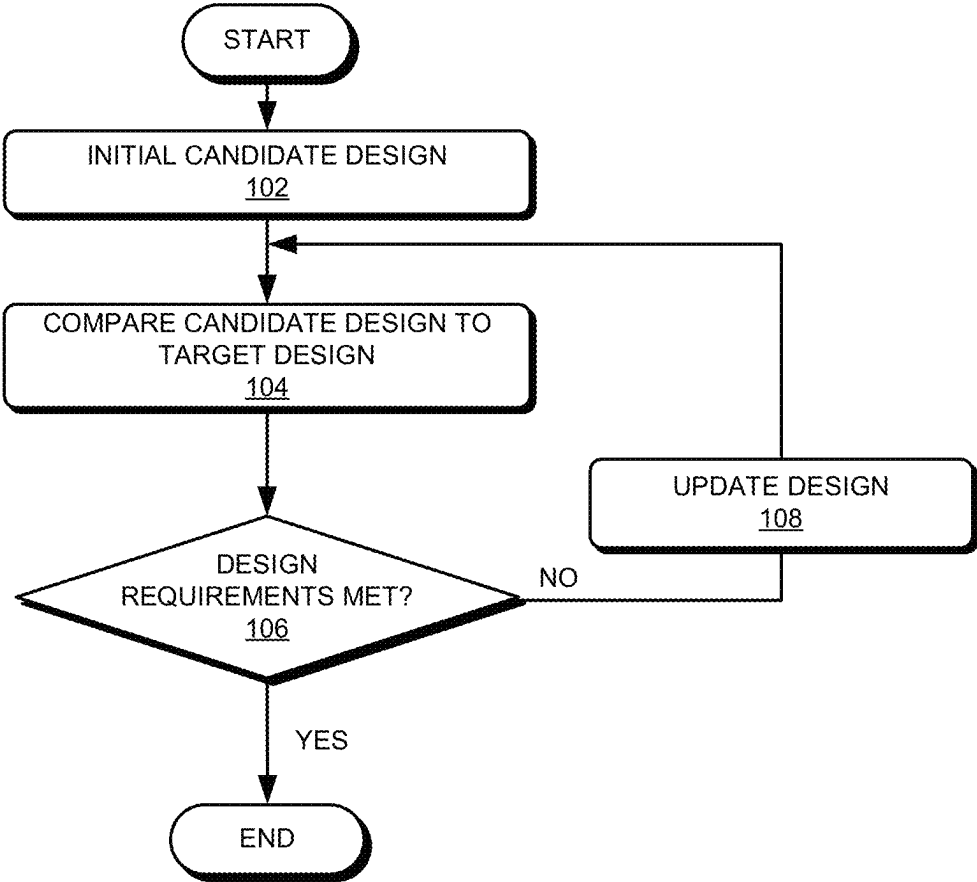 START
INITIAL CANDIDATE DESIGN
102
COMPARE CANDIDATE DESIGN TO
TARGET DESIGN
104
UPDATE DESIGN
108
DESIGN
REQUIREMENTS MET?
106
NO
YES
END